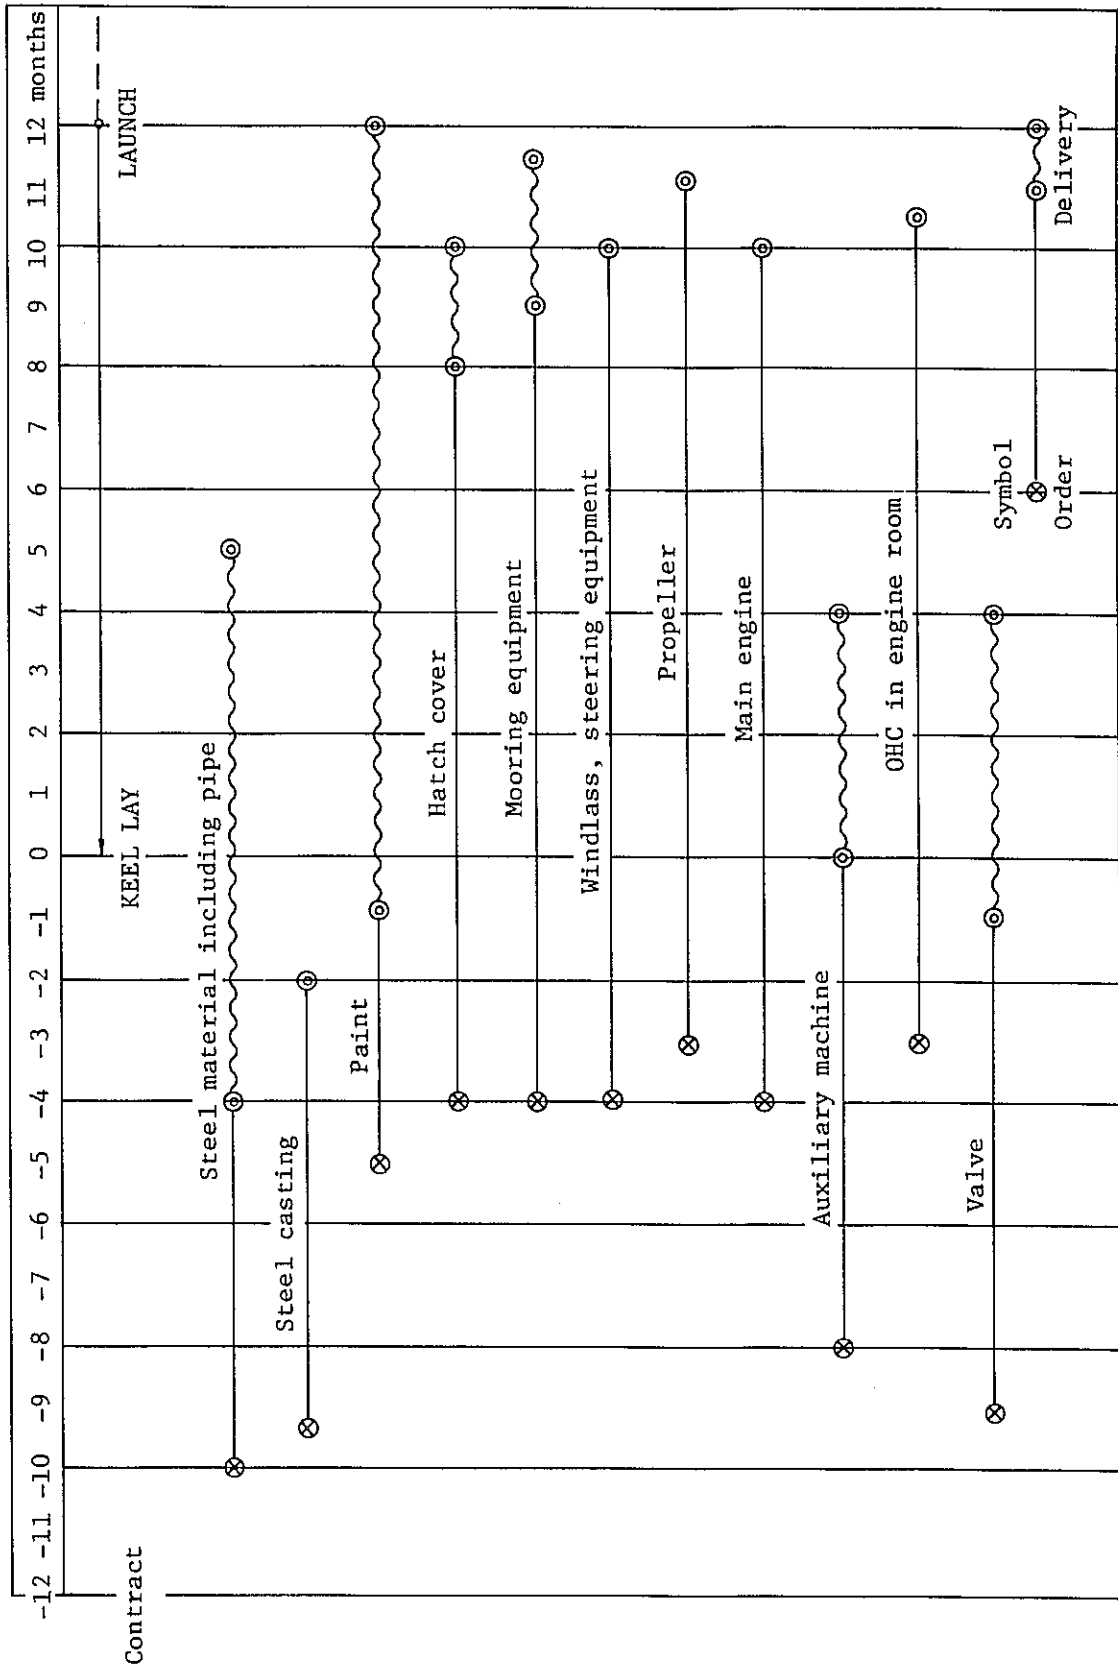 -12 -11 -10 -9 -8 -7 -6 -5 -4 -3 -2 -1 0 1 2 3 4 5 6 7 8 9 10 11 12 months
Contract
KEEL LAY
LAUNCH
Steel material including pipe
Steel casting
Paint
Hatch cover
Mooring equipment
Windlass, steering equipment
Propeller
Main engine
Auxiliary machine
OHC in engine room
Valve
Symbol
Order
Delivery